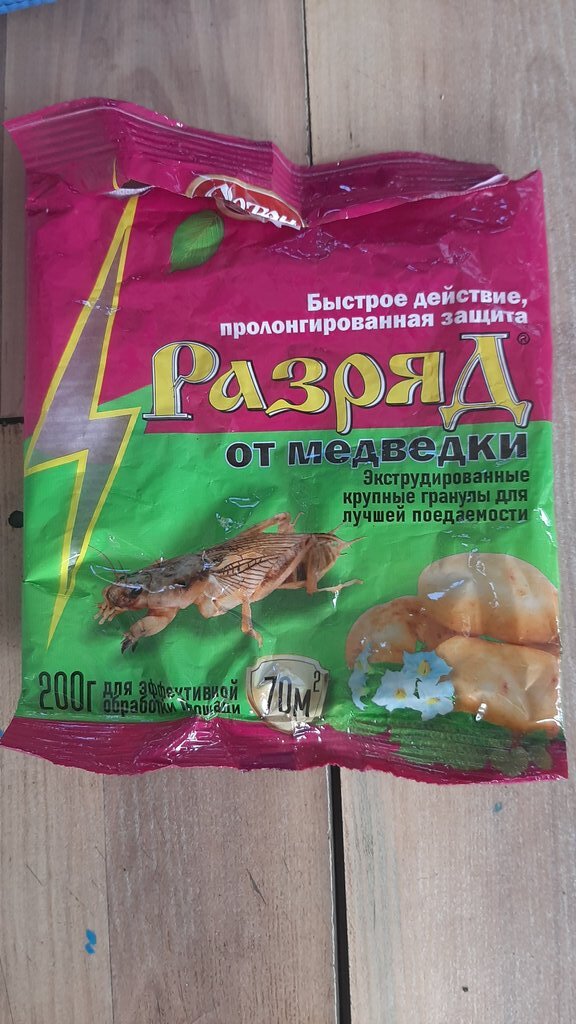 Быстрое действие,
пролонгированная защита
РазряД®
от медведки
Экструдированные
крупные гранулы для
лучшей поедаемости
200г для эффективной
обработки площади
70м²